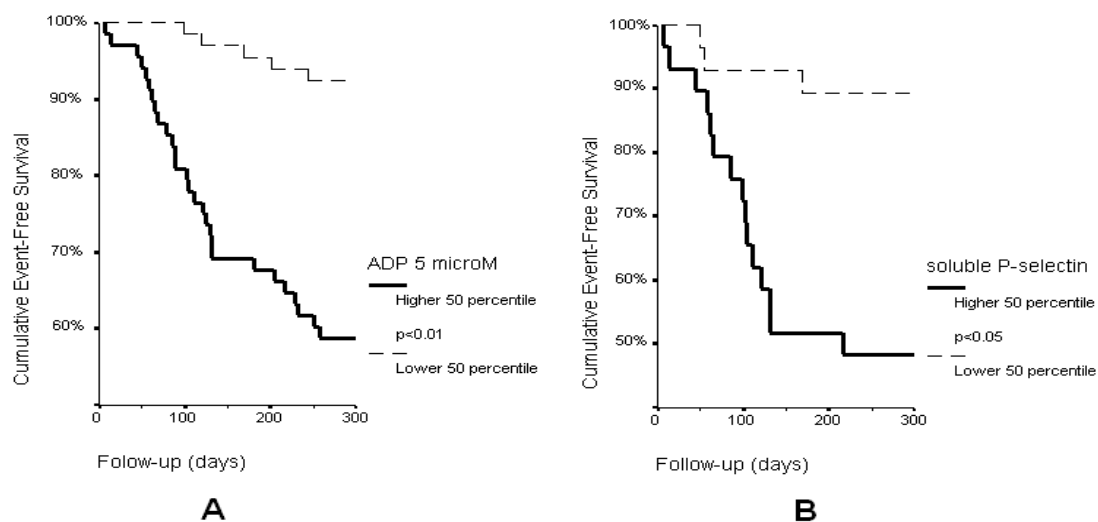 Cumulative Event-Free Survival
100%
90%
80%
70%
60%
0
100
200
300
Folow-up (days)
ADP 5 microM
Higher 50 percentile
p<0.01
Lower 50 percentile
A
Cumulative Event-Free Survival
100%
90%
80%
70%
60%
50%
0
100
200
300
Follow-up (days)
soluble P-selectin
Higher 50 percentile
p<0.05
Lower 50 percentile
B